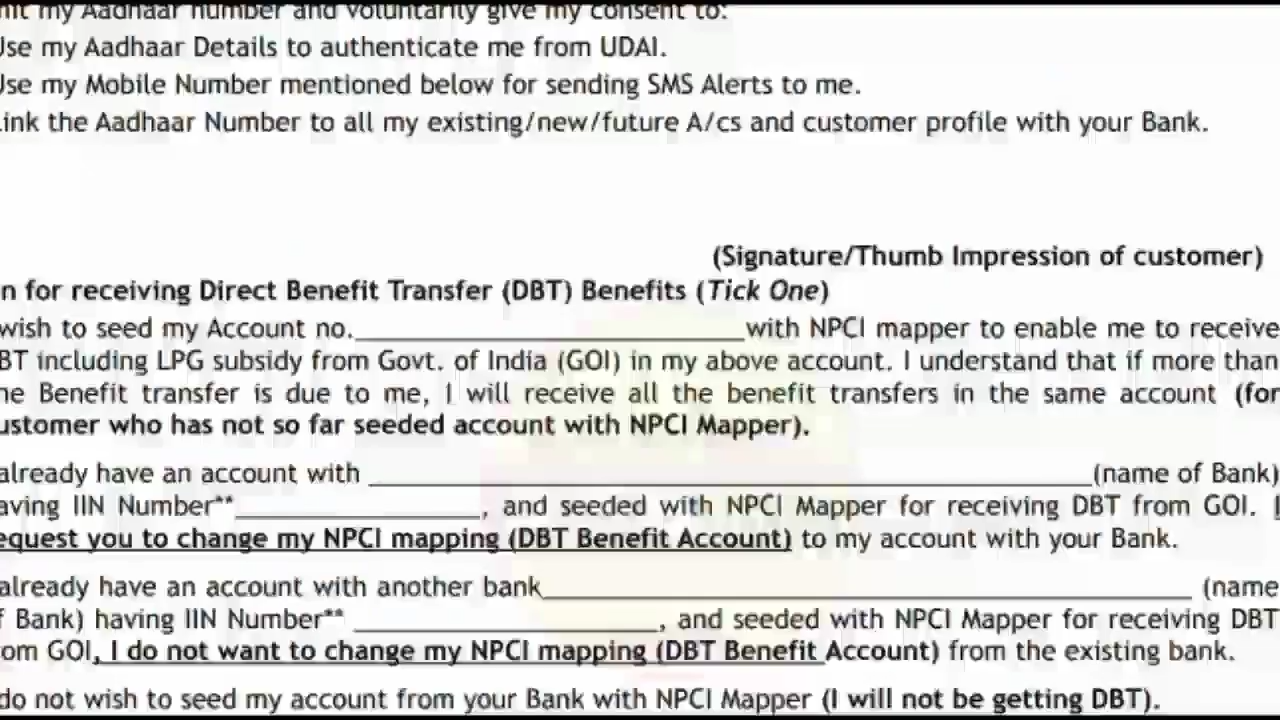 mit my Aadhaar number and voluntarily give my consent to:
Use my Aadhaar Details to authenticate me from UDAI.
Use my Mobile Number mentioned below for sending SMS Alerts to me.
Link the Aadhaar Number to all my existing/new/future A/cs and customer profile with your Bank.
(Signature/Thumb Impression of customer)
n for receiving Direct Benefit Transfer (DBT) Benefits (Tick One)
wish to seed my Account no.____________________with NPCI mapper to enable me to receive
BT including LPG subsidy from Govt. of India (GOI) in my above account. I understand that if more than
ne Benefit transfer is due to me, I will receive all the benefit transfers in the same account (for
ustomer who has not so far seeded account with NPCI Mapper).
already have an account with ____________________(name of Bank)
aving IIN Number**____________________, and seeded with NPCI Mapper for receiving DBT from GOI. I
equest you to change my NPCI mapping (DBT Benefit Account) to my account with your Bank.
already have an account with another bank____________________ (name
f Bank) having IIN Number** ____________________, and seeded with NPCI Mapper for receiving DBT
om GOI, I do not want to change my NPCI mapping (DBT Benefit Account) from the existing bank.
do not wish to seed my account from your Bank with NPCI Mapper (I will not be getting DBT).